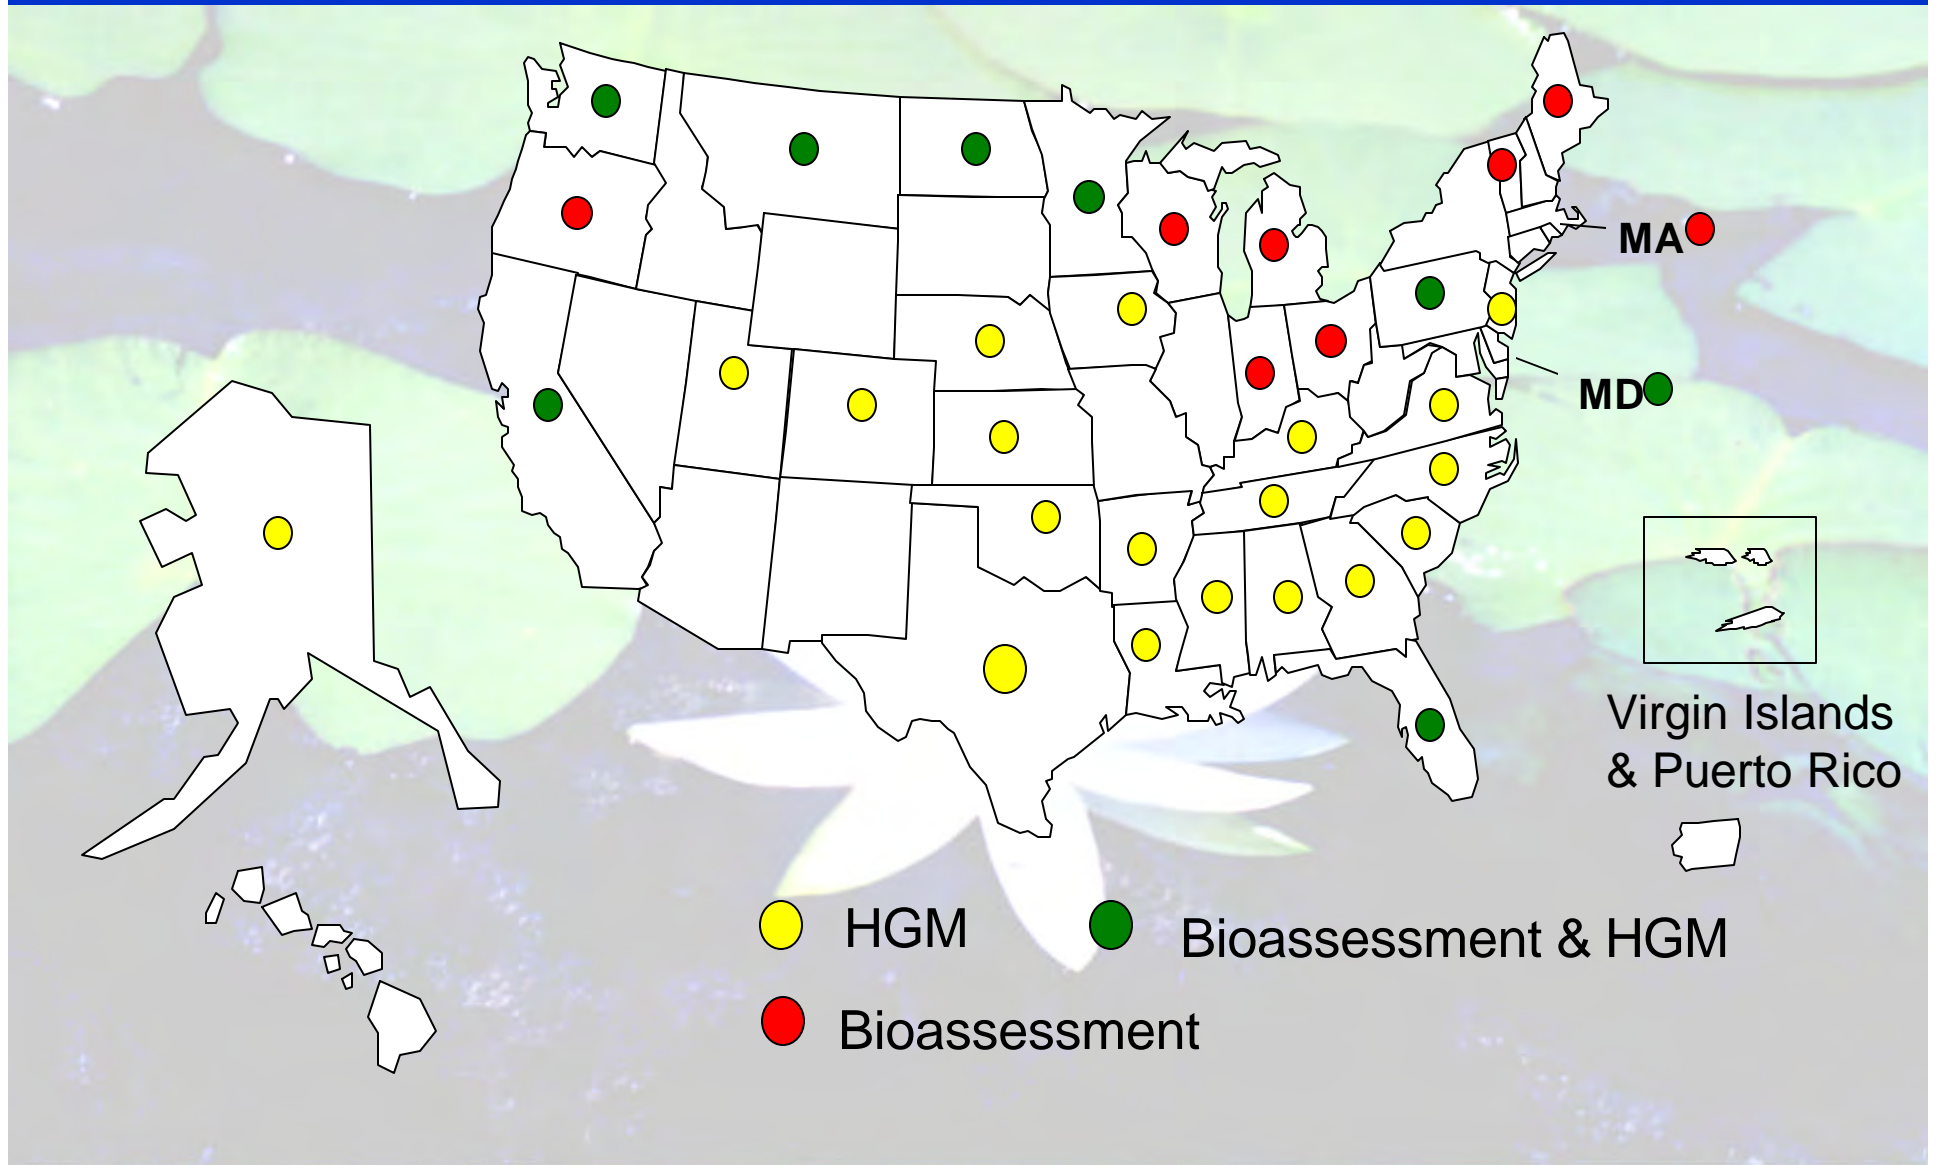 MA
MD
Virgin Islands
& Puerto Rico
HGM
Bioassessment & HGM
Bioassessment